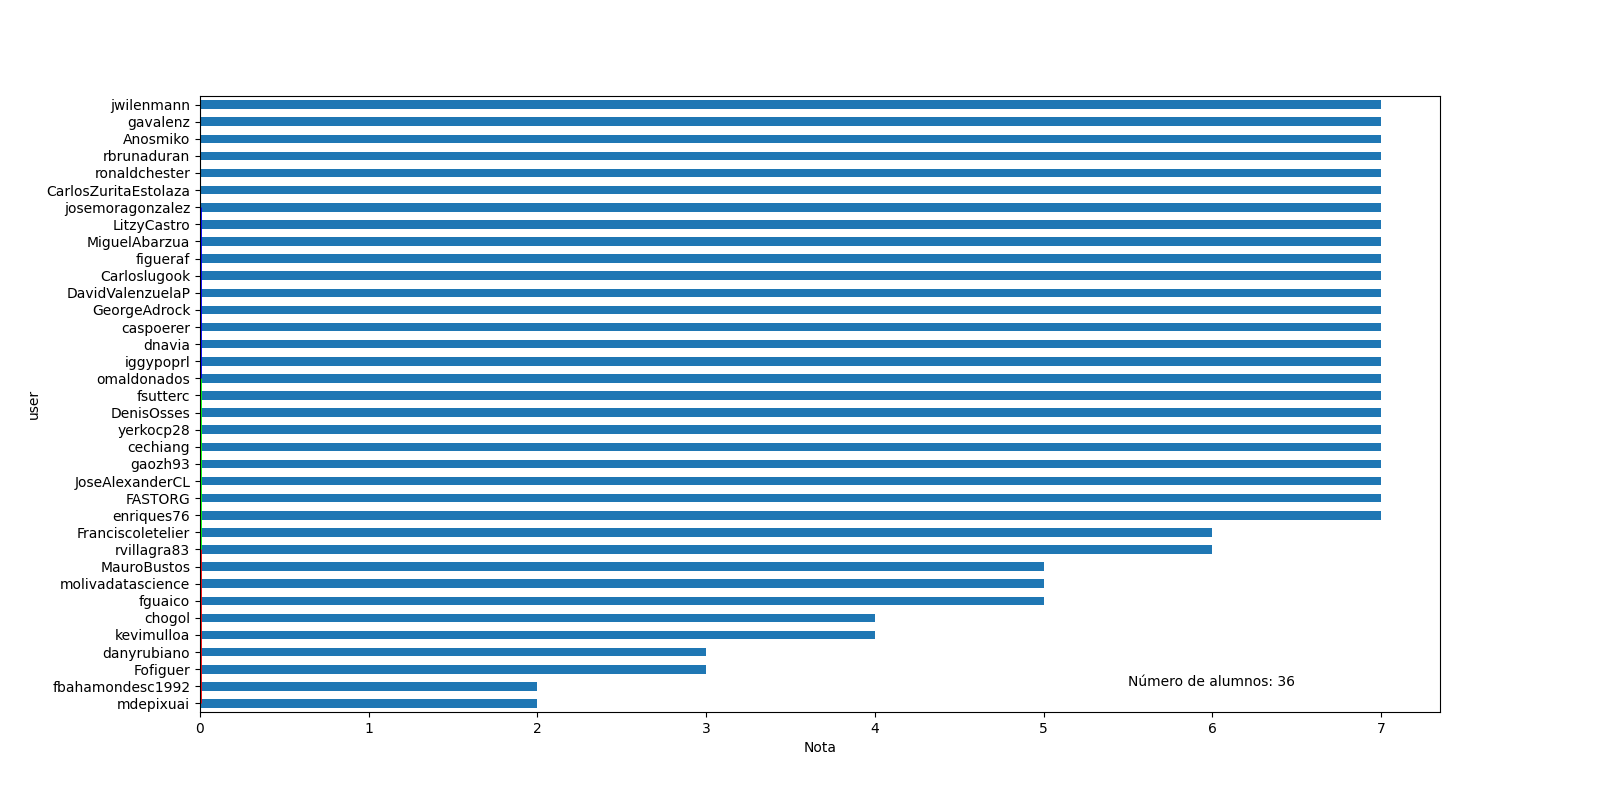 jwilenmann
gavalenz
Anosmiko
rbrunaduran
ronaldchester
CarlosZuritaEstolaza
josemoragonzalez
LitzyCastro
MiguelAbarzua
figueraf
Carloslugook
DavidValenzuelaP
GeorgeAdrock
caspoerer
dnavia
iggypoprl
omaldonados
fsutterc
DenisOsses
yerkocp28
cechiang
gaozh93
JoseAlexanderCL
FASTORG
enriques76
Franciscoletelier
rvillagra83
MauroBustos
molivadatascience
fguaico
chogol
kevimulloa
danyrubiano
Fofiguer
fbahamondesc1992
mdepixuai
user
Número de alumnos: 36
0 1 2 3 4 5 6 7
Nota